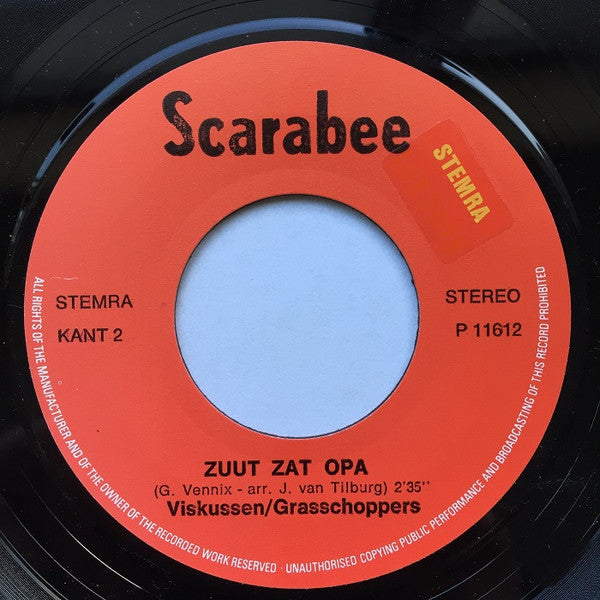 Scarabee
STEMRA
STEMRA
KANT 2
STEREO
P 11612
ZUUT ZAT OPA
(G. Vennix - arr. J. van Tilburg) 2'35''
Viskussen/Grasschoppers
ALL RIGHTS OF THE MANUFACTURER AND OF THE OWNER OF THE RECORDED WORK RESERVED · UNAUTHORISED COPYING PUBLIC PERFORMANCE AND BROADCASTING OF THIS RECORD PROHIBITED